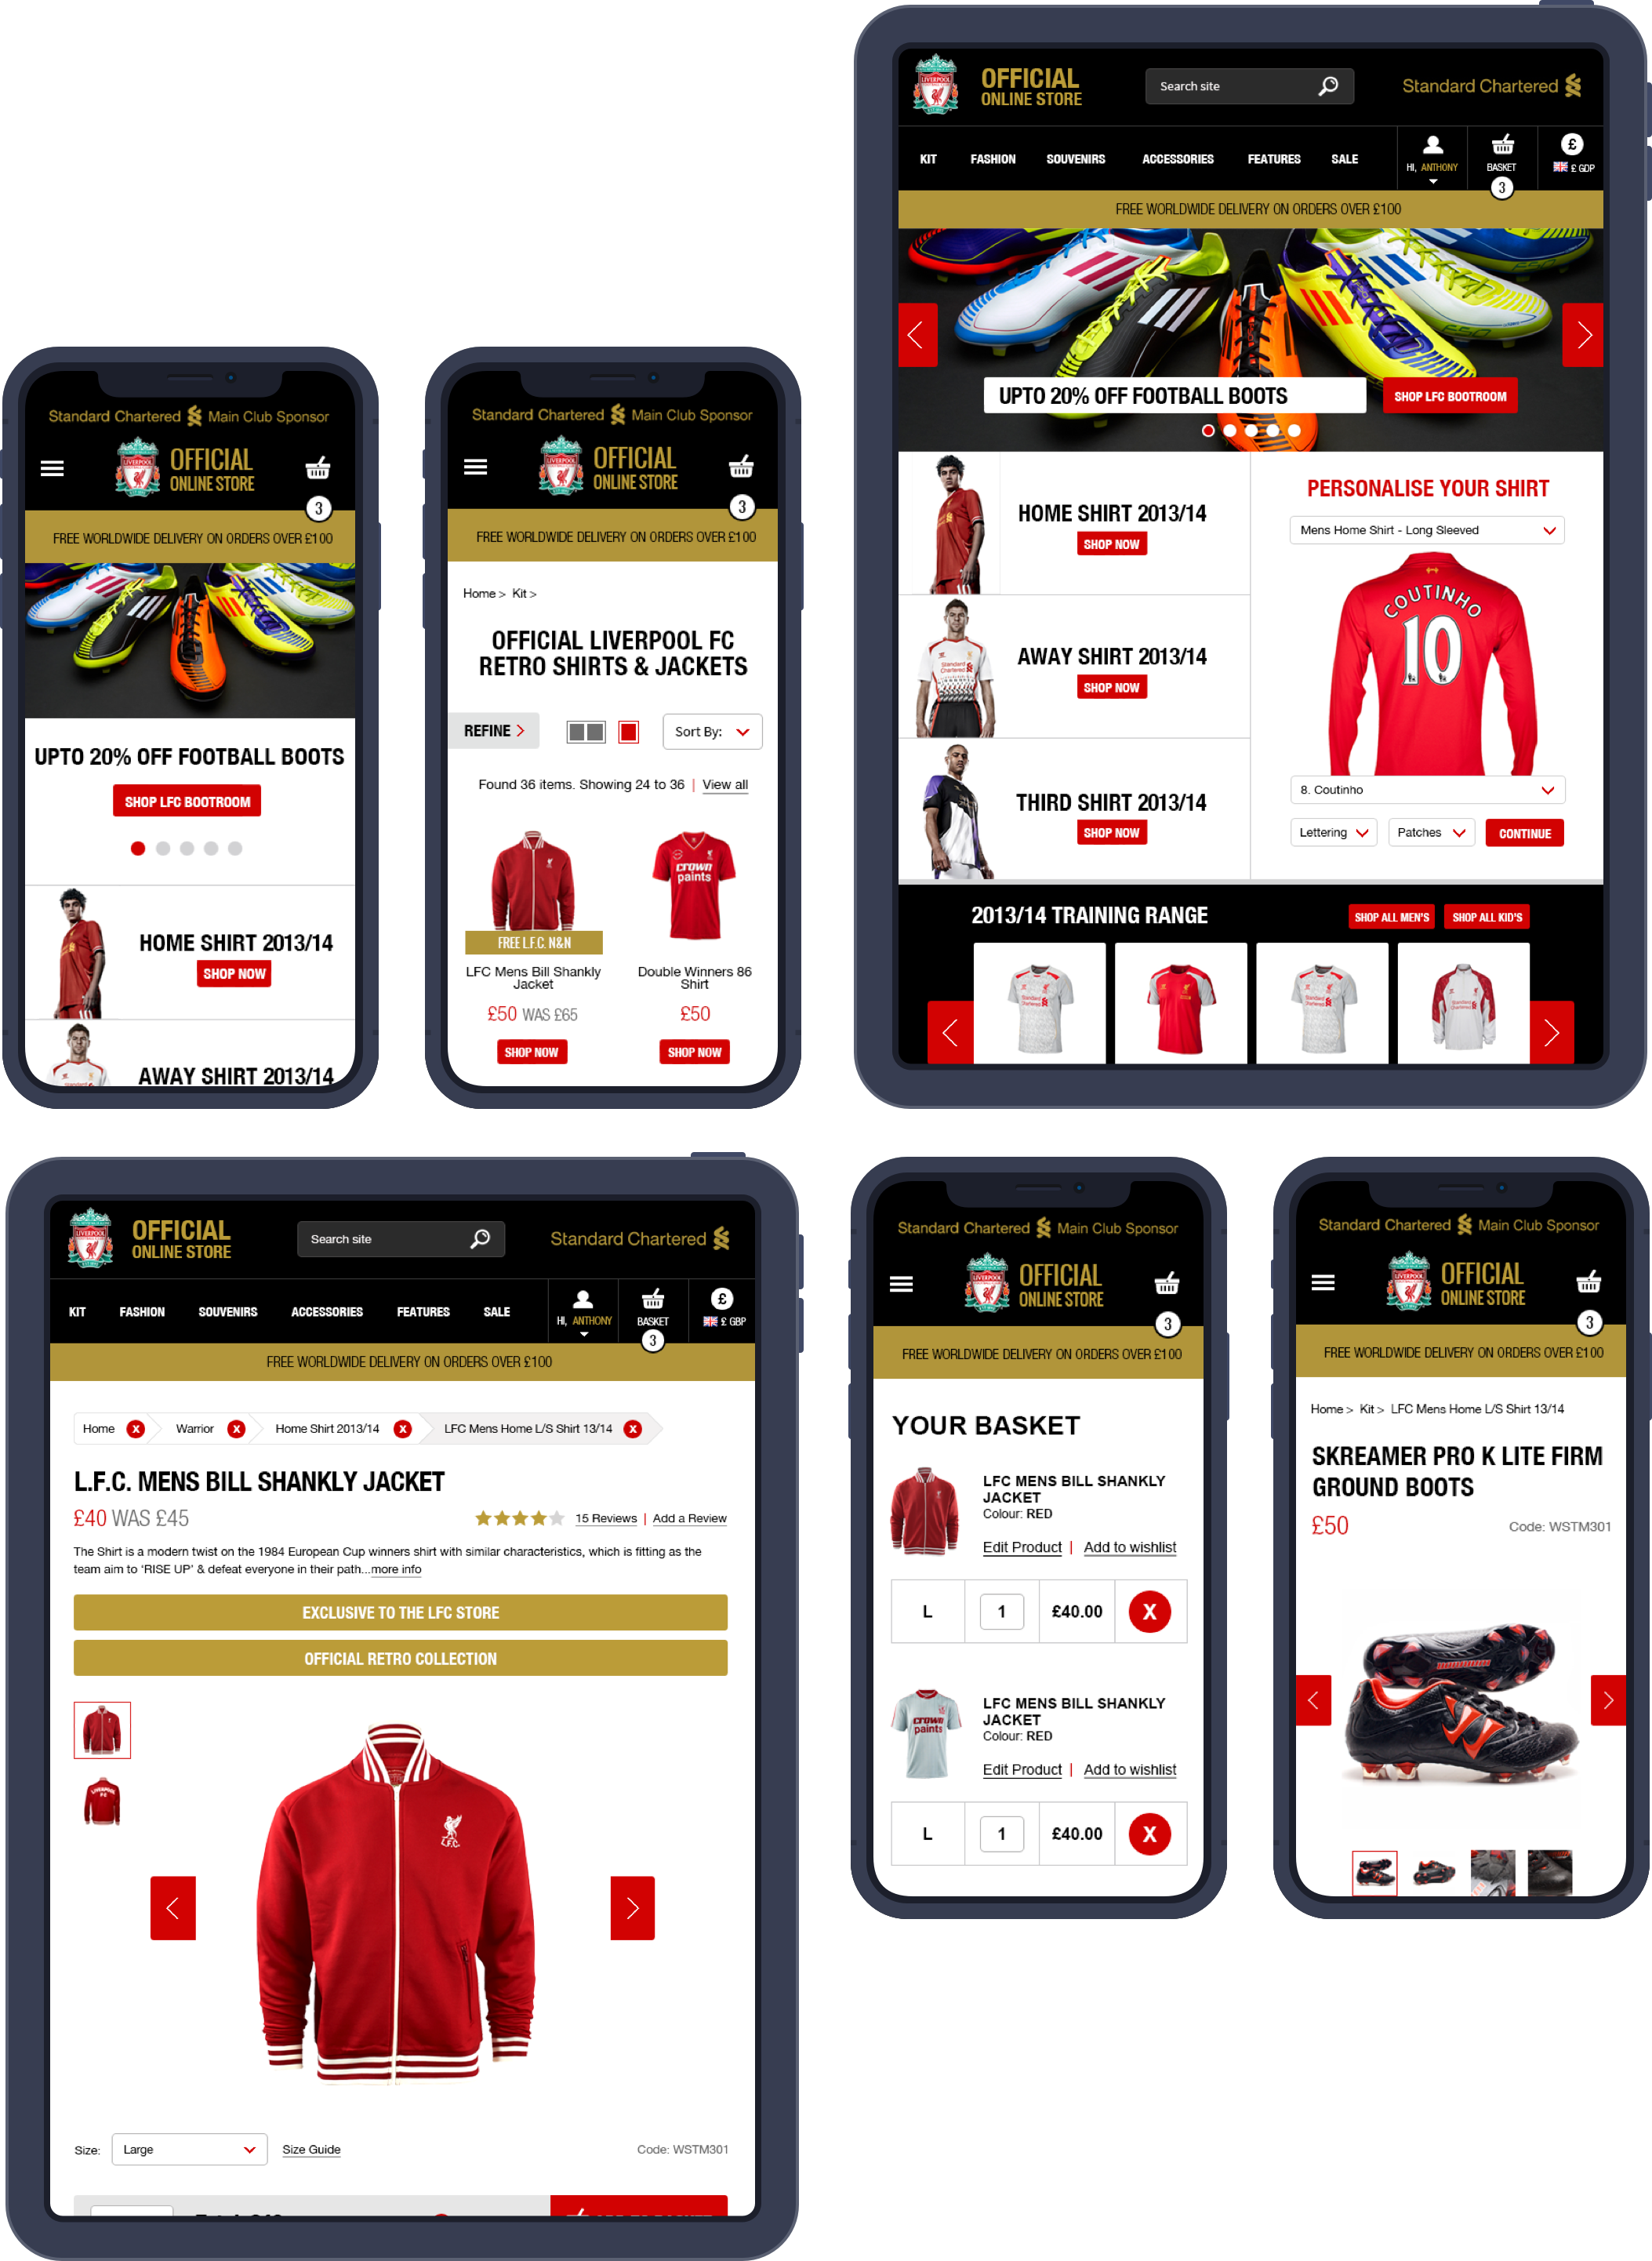 OFFICIAL
ONLINE STORE
Search site
Standard Chartered
KIT
FASHION
SOUVENIRS
ACCESSORIES
FEATURES
SALE
HI, ANTHONY
BASKET
3
£
£ GDP
FREE WORLDWIDE DELIVERY ON ORDERS OVER £100
UPTO 20% OFF FOOTBALL BOOTS
SHOP LFC BOOTROOM
HOME SHIRT 2013/14
SHOP NOW
AWAY SHIRT 2013/14
SHOP NOW
THIRD SHIRT 2013/14
SHOP NOW
PERSONALISE YOUR SHIRT
Mens Home Shirt - Long Sleeved
COUTINHO
10
8. Coutinho
Lettering
Patches
CONTINUE
2013/14 TRAINING RANGE
SHOP ALL MEN'S
SHOP ALL KID'S
Standard Chartered Main Club Sponsor
OFFICIAL
ONLINE STORE
3
FREE WORLDWIDE DELIVERY ON ORDERS OVER £100
UPTO 20% OFF FOOTBALL BOOTS
SHOP LFC BOOTROOM
HOME SHIRT 2013/14
SHOP NOW
AWAY SHIRT 2013/14
Standard Chartered Main Club Sponsor
OFFICIAL
ONLINE STORE
3
FREE WORLDWIDE DELIVERY ON ORDERS OVER £100
Home > Kit >
OFFICIAL LIVERPOOL FC
RETRO SHIRTS & JACKETS
REFINE
Sort By:
Found 36 items. Showing 24 to 36 | View all
crown
paints
FREE L.F.C. N&N
LFC Mens Bill Shankly
Jacket
£50 WAS £65
SHOP NOW
Double Winners 86
Shirt
£50
SHOP NOW
OFFICIAL
ONLINE STORE
Search site
Standard Chartered
KIT
FASHION
SOUVENIRS
ACCESSORIES
FEATURES
SALE
HI, ANTHONY
BASKET
3
£
£ GBP
FREE WORLDWIDE DELIVERY ON ORDERS OVER £100
Home X
Warrior X
Home Shirt 2013/14 X
LFC Mens Home L/S Shirt 13/14 X
L.F.C. MENS BILL SHANKLY JACKET
£40 WAS £45
15 Reviews | Add a Review
The Shirt is a modern twist on the 1984 European Cup winners shirt with similar characteristics, which is fitting as the
team aim to ‘RISE UP’ & defeat everyone in their path...more info
EXCLUSIVE TO THE LFC STORE
OFFICIAL RETRO COLLECTION
LIVERPOOL
F.C.
L.F.C.
Size:
Large
Size Guide
Code: WSTM301
Standard Chartered Main Club Sponsor
OFFICIAL
ONLINE STORE
3
FREE WORLDWIDE DELIVERY ON ORDERS OVER £100
YOUR BASKET
LFC MENS BILL SHANKLY
JACKET
Colour: RED
Edit Product | Add to wishlist
L
1
£40.00
X
crown
paints
LFC MENS BILL SHANKLY
JACKET
Colour: RED
Edit Product | Add to wishlist
L
1
£40.00
X
Standard Chartered Main Club Sponsor
OFFICIAL
ONLINE STORE
3
FREE WORLDWIDE DELIVERY ON ORDERS OVER £100
Home > Kit > LFC Mens Home L/S Shirt 13/14
SKREAMER PRO K LITE FIRM
GROUND BOOTS
£50
Code: WSTM301